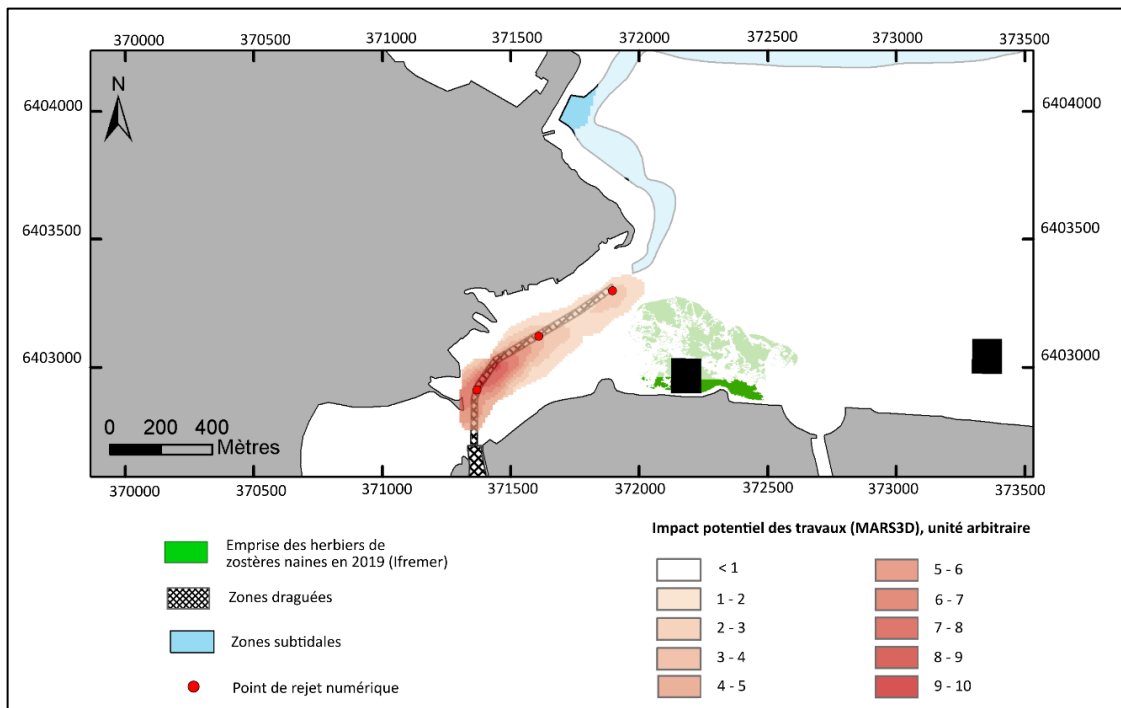 370000 370500 371000 371500 372000 372500 373000 373500
N
6404000 6404000
6403500 6403500
6403000 6403000
0 200 400
Mètres
370000 370500 371000 371500 372000 372500 373000 373500
Emprise des herbiers de
zostères naines en 2019 (Ifremer)
Zones draguées
Zones subtidales
Point de rejet numérique
Impact potentiel des travaux (MARS3D), unité arbitraire
< 1
1 - 2
2 - 3
3 - 4
4 - 5
5 - 6
6 - 7
7 - 8
8 - 9
9 - 10